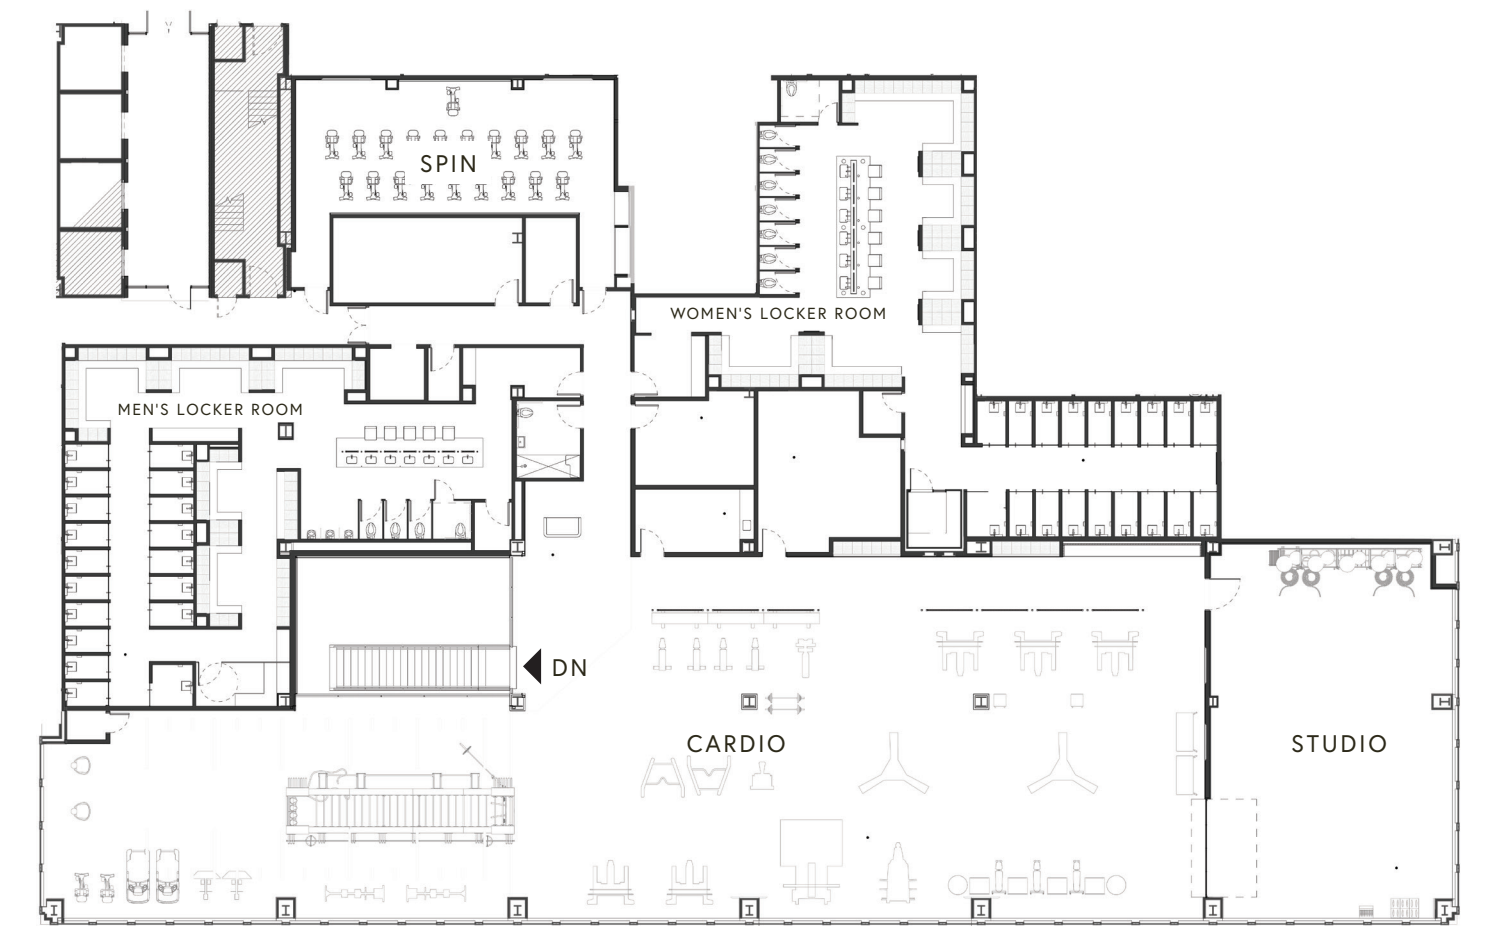 SPIN
WOMEN'S LOCKER ROOM
MEN'S LOCKER ROOM
DN
CARDIO
STUDIO